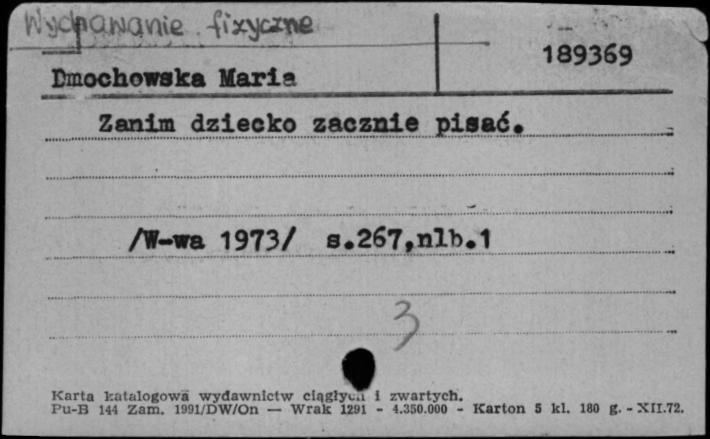 Wychowanie fizyczne
189369
Dmochowska Maria
Zanim dziecko zacznie pisać.
/W-wa 1973/ s.267,nlb.1
3
Karta katalogowa wydawnictw ciągłych i zwartych.
Pu-B 144 Zam. 1991/DW/On — Wrak 1291 - 4.350.000 - Karton 5 kl. 180 g. - XII.72.